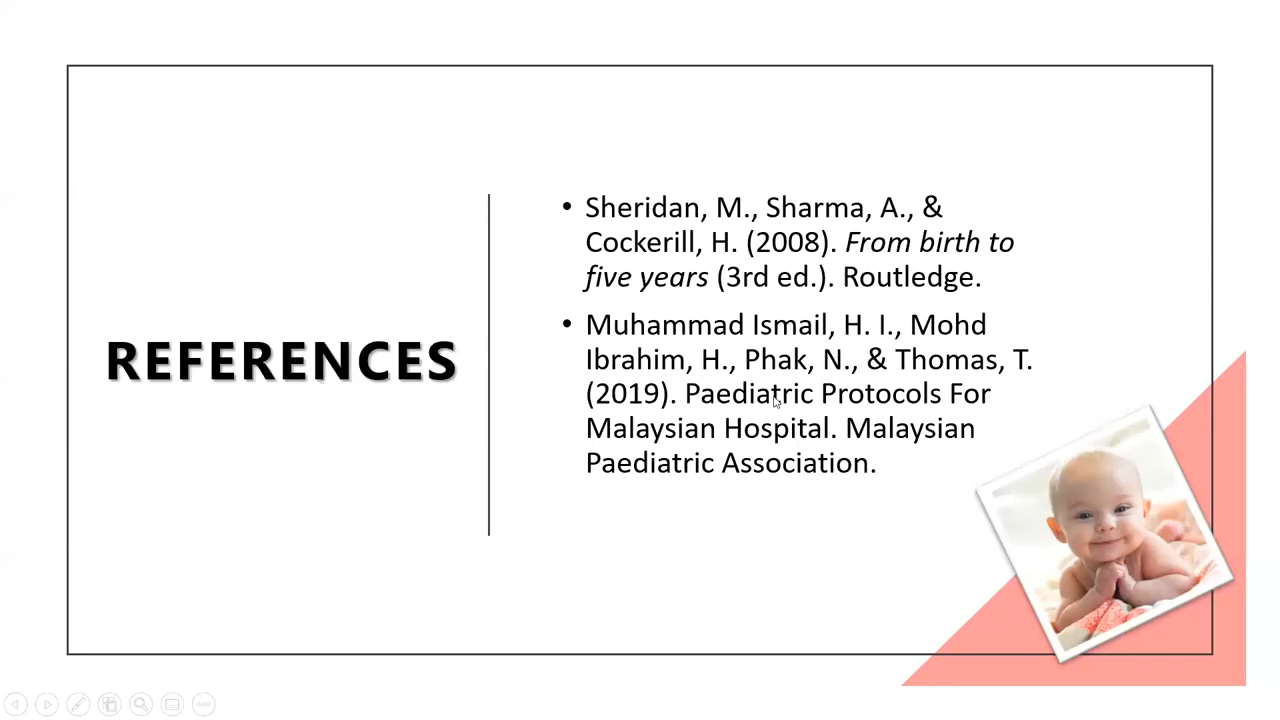 REFERENCES
• Sheridan, M., Sharma, A., &
Cockerill, H. (2008). From birth to
five years (3rd ed.). Routledge.
• Muhammad Ismail, H. I., Mohd
Ibrahim, H., Phak, N., & Thomas, T.
(2019). Paediatric Protocols For
Malaysian Hospital. Malaysian
Paediatric Association.